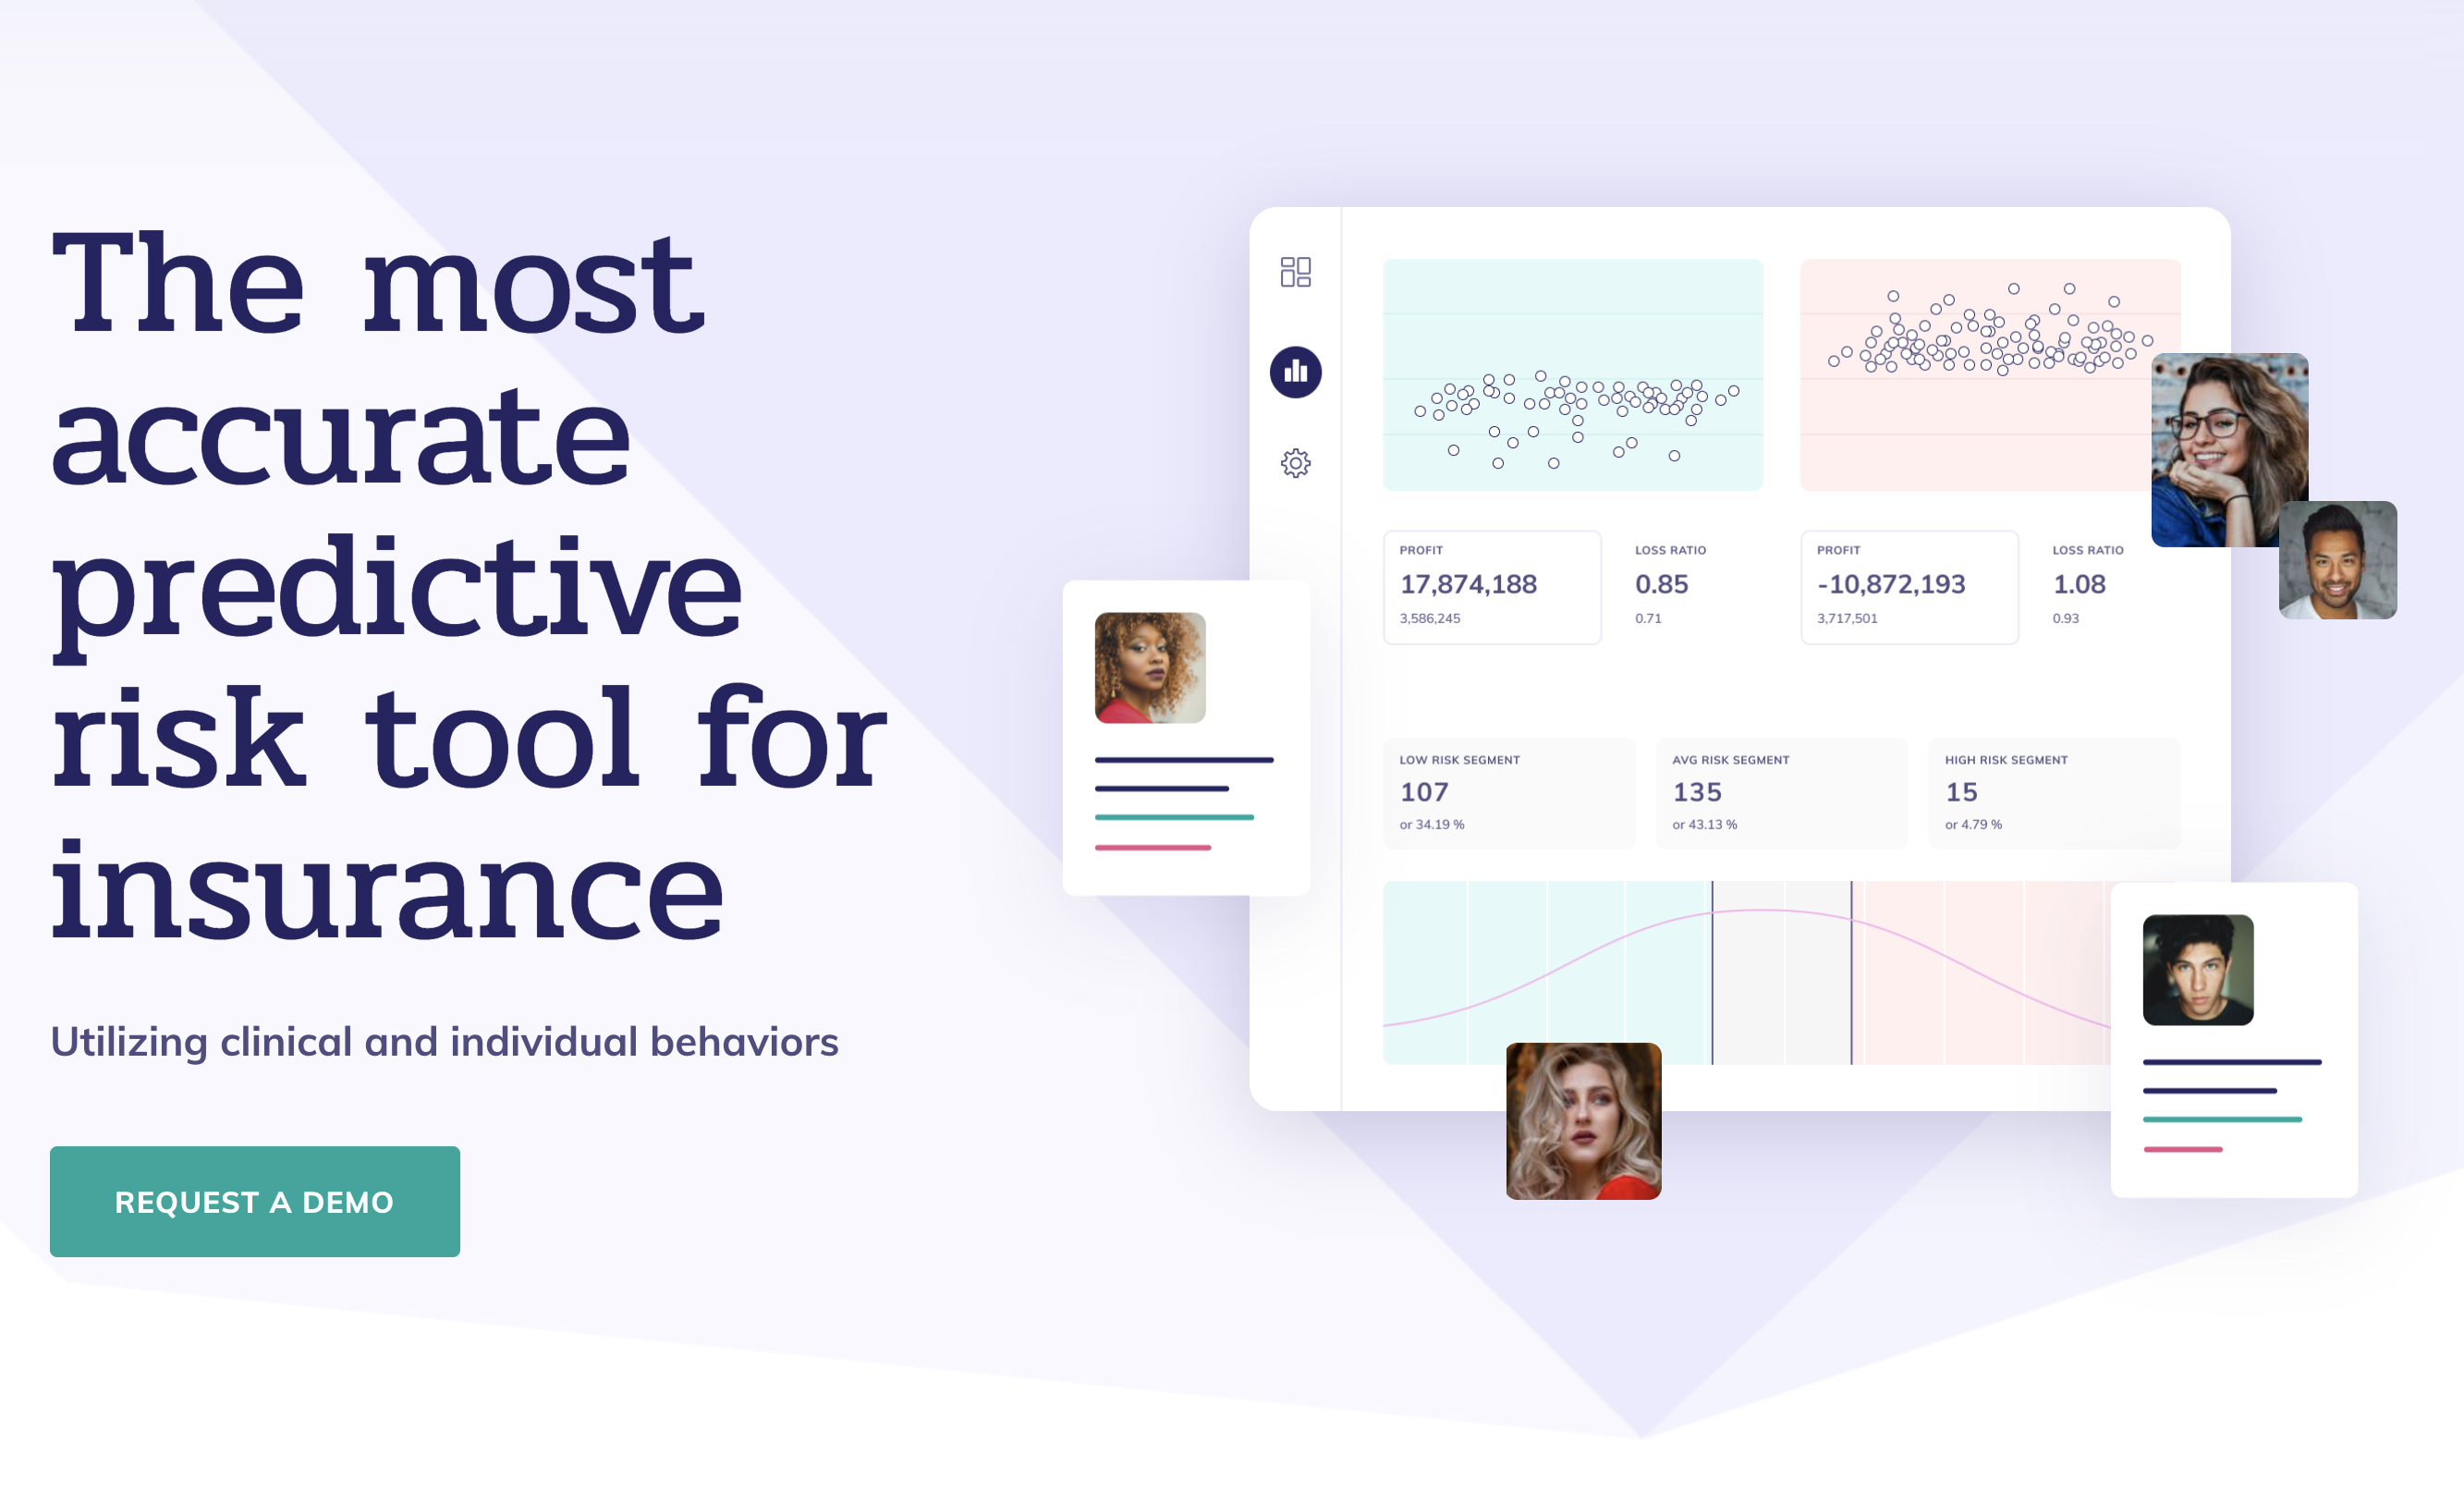 The most
accurate
predictive
risk tool for
insurance
Utilizing clinical and individual behaviors
REQUEST A DEMO
PROFIT
17,874,188
3,586,245
LOSS RATIO
0.85
0.71
PROFIT
-10,872,193
3,717,501
LOSS RATIO
1.08
0.93
LOW RISK SEGMENT
107
or 34.19 %
AVG RISK SEGMENT
135
or 43.13 %
HIGH RISK SEGMENT
15
or 4.79 %